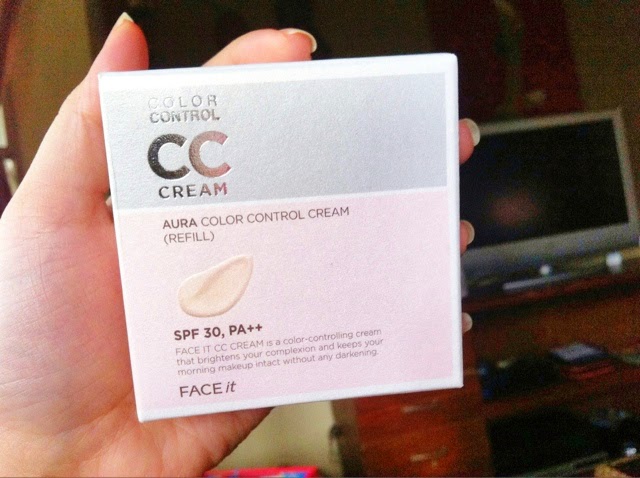 COLOR
CONTROL
CC
CREAM
AURA COLOR CONTROL CREAM
(REFILL)
SPF 30, PA++
FACE IT CC CREAM is a color-controlling cream
that brightens your complexion and keeps your
morning makeup intact without any darkening.
FACE it